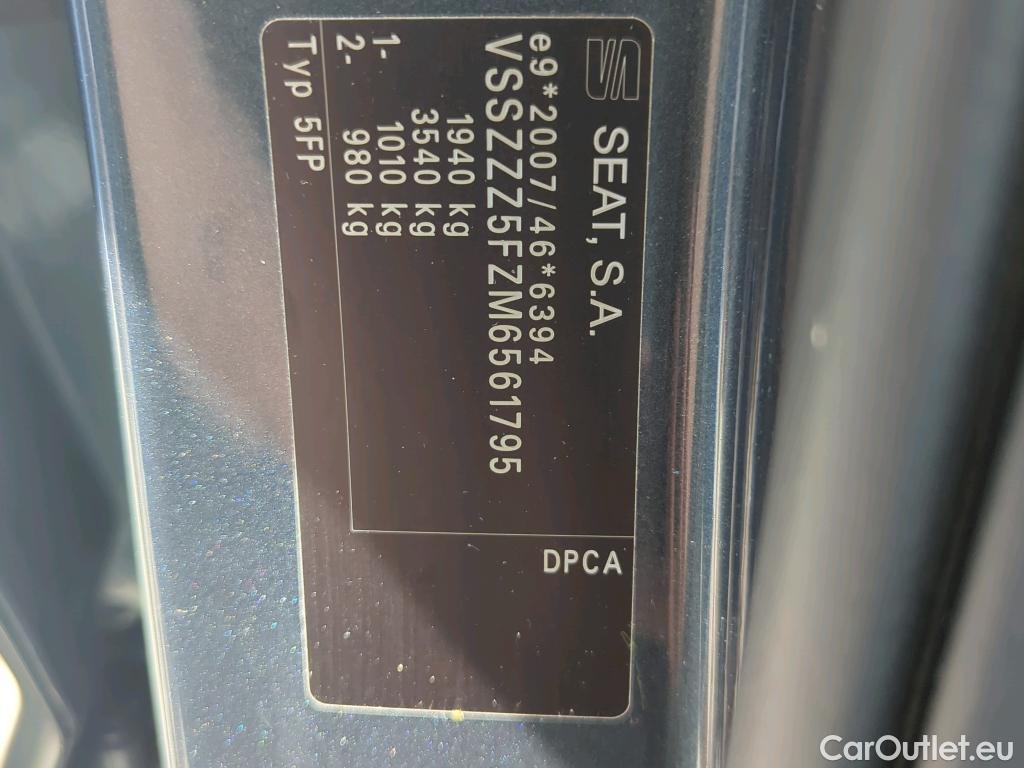 SEAT, S.A.
e9*2007/46*6394
VSSZZZ5FZM6561795
1940 kg
3540 kg
1- 1010 kg
2- 980 kg
Typ 5FP
DPCA
CarOutlet.eu